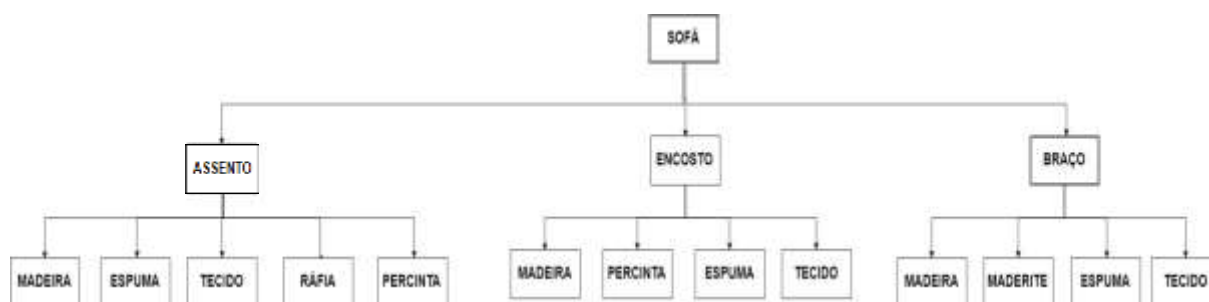 SOFÁ
ASSENTO
ENCOSTO
BRAÇO
MADEIRA
ESPUMA
TECIDO
RÁFIA
PERCINTA
MADEIRA
PERCINTA
ESPUMA
TECIDO
MADEIRA
MADERITE
ESPUMA
TECIDO